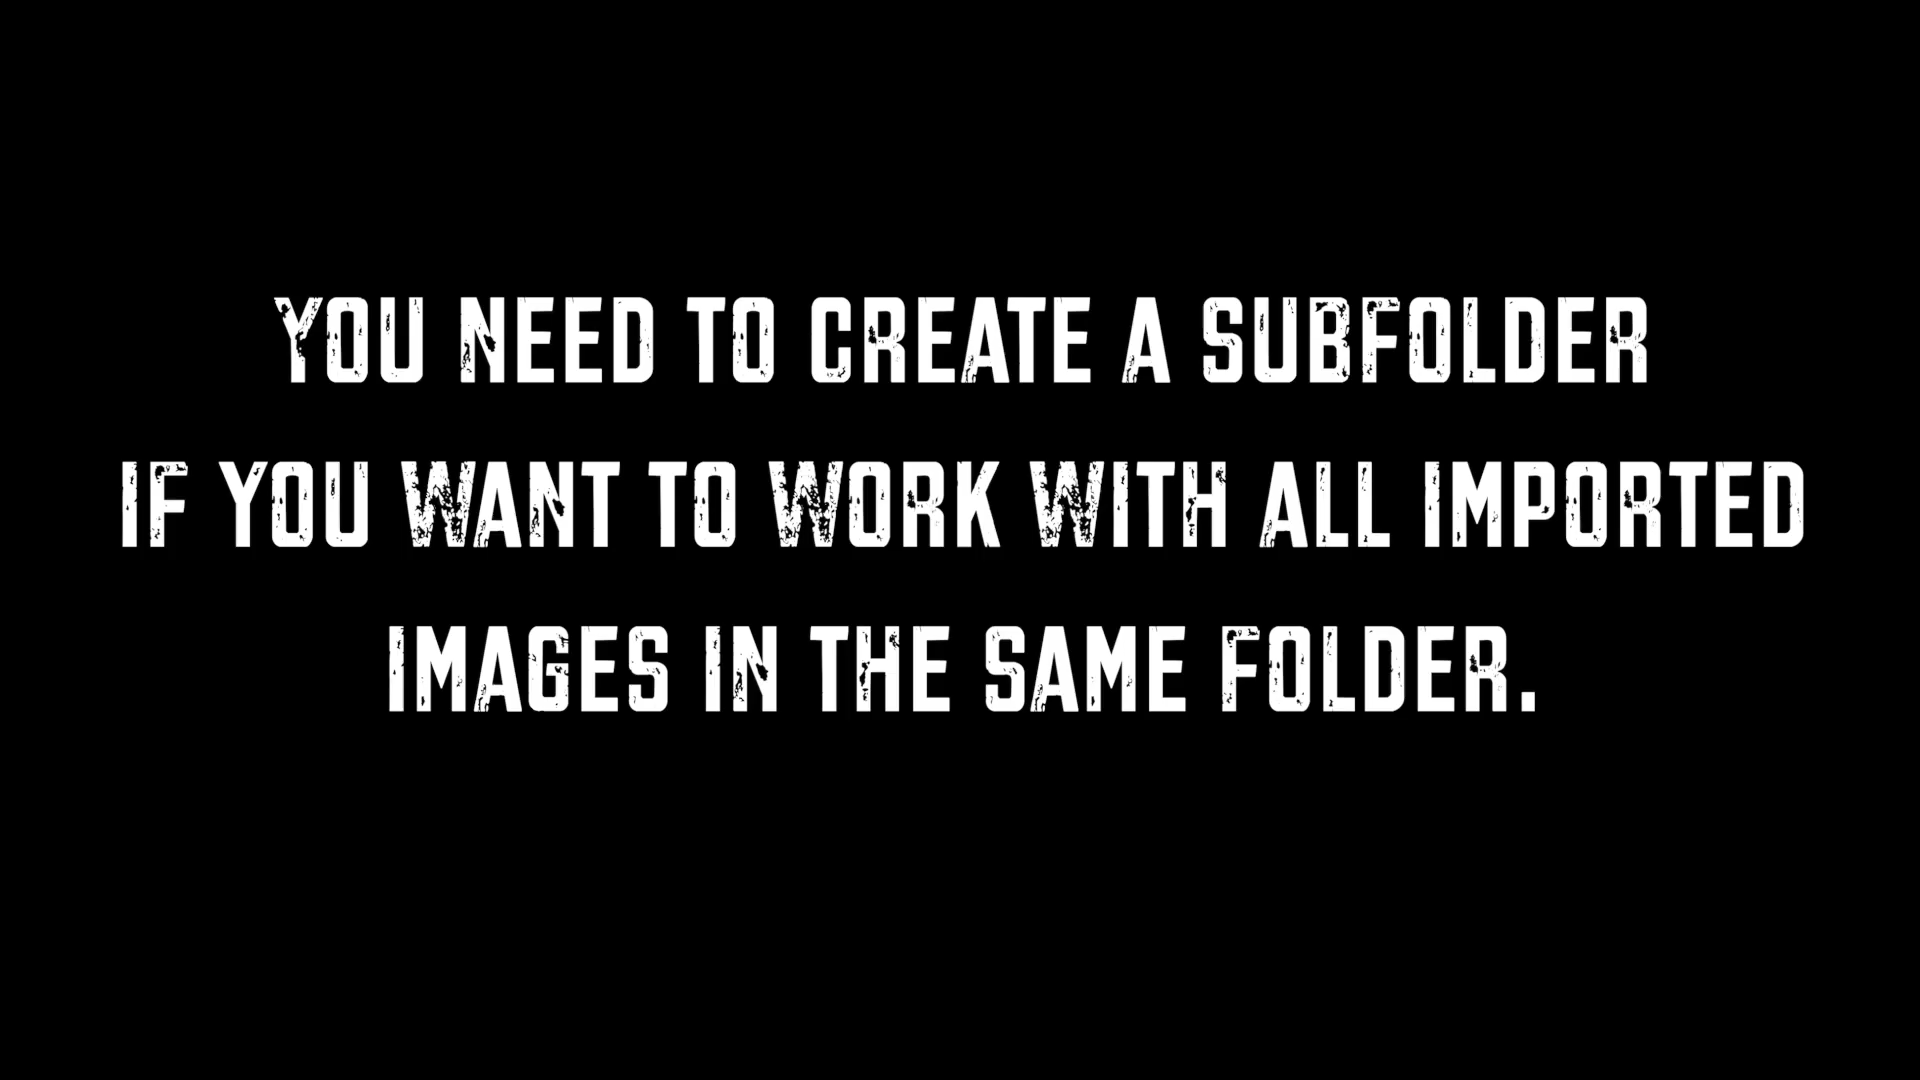 YOU NEED TO CREATE A SUBFOLDER
IF YOU WANT TO WORK WITH ALL IMPORTED
IMAGES IN THE SAME FOLDER.